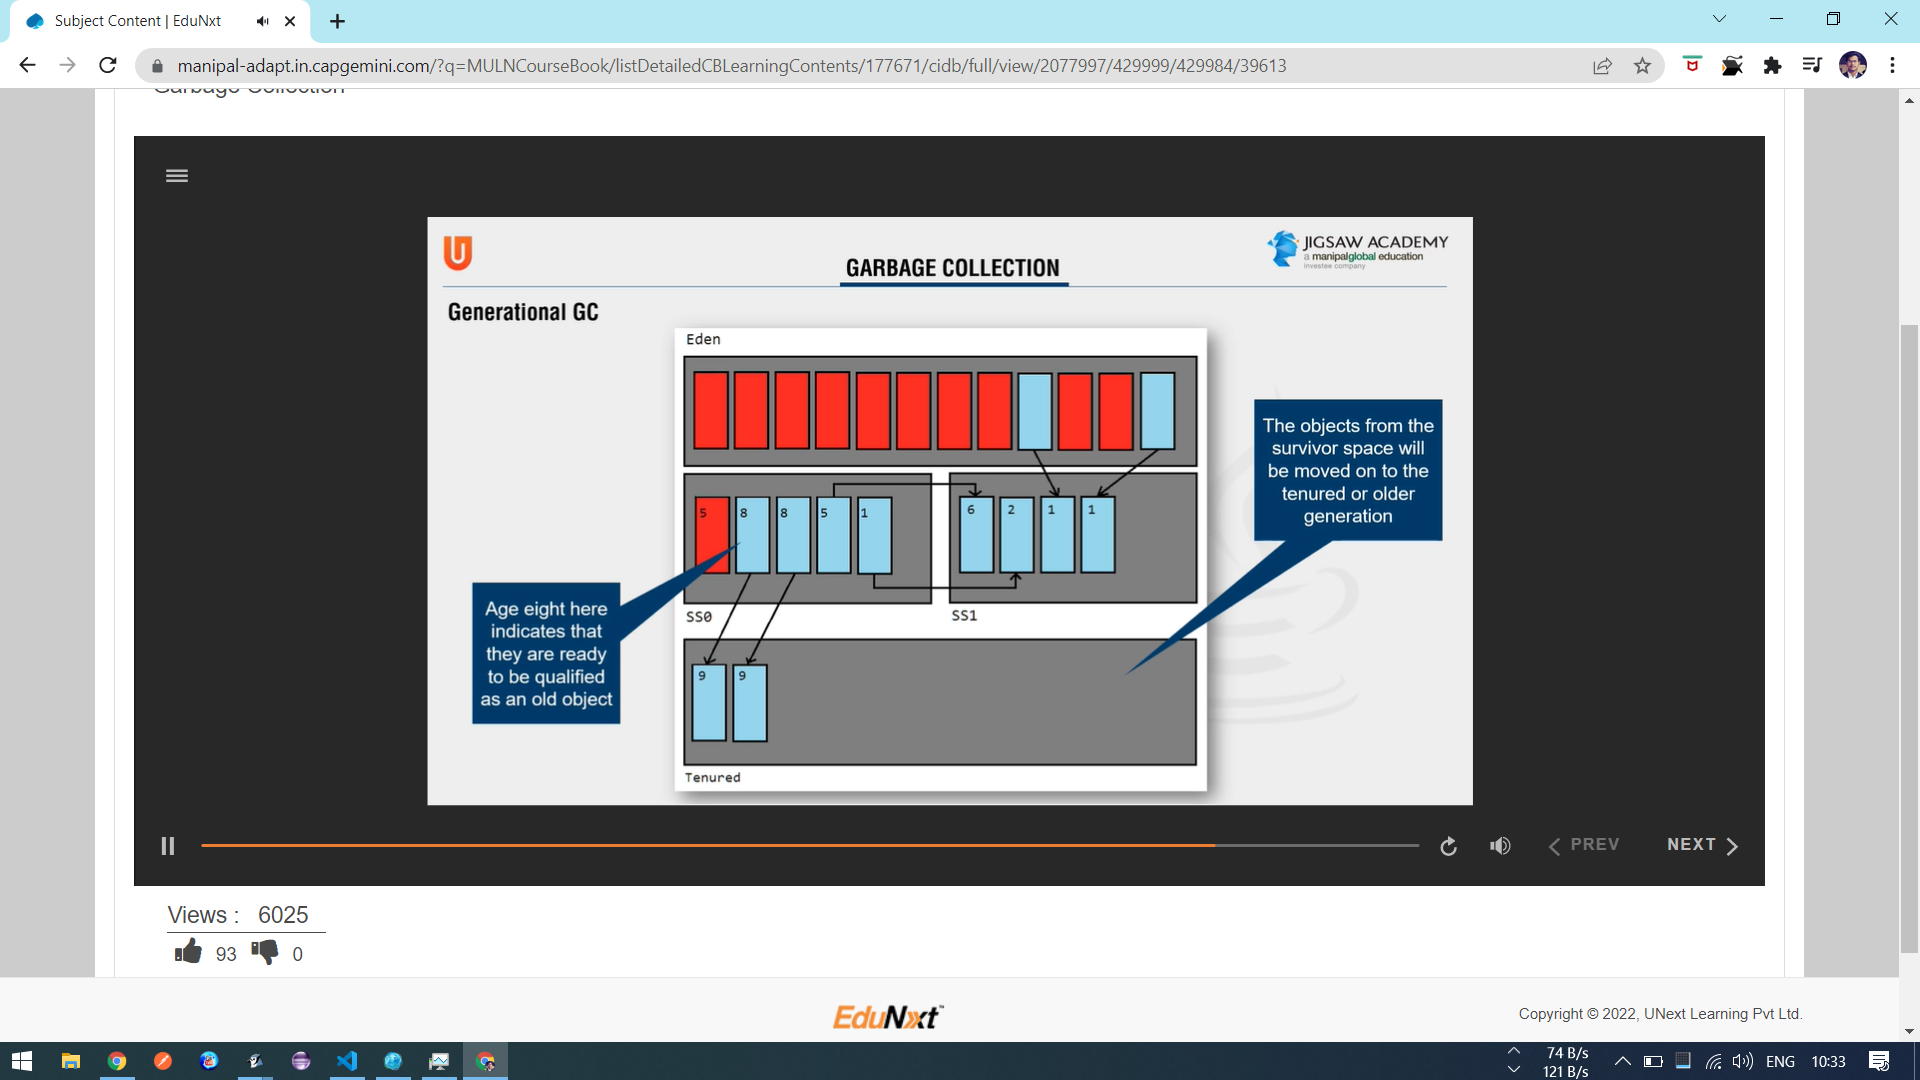 Subject Content | EduNxt
manipal-adapt.in.capgemini.com/?q=MULNCourseBook/listDetailedCBLearningContents/177671/cidb/full/view/2077997/429999/429984/39613
Garbage Collection
JIGSAW ACADEMY
a manipalglobal education
investee company
GARBAGE COLLECTION
Generational GC
Eden
The objects from the
survivor space will
be moved on to the
tenured or older
generation
5 8 8 5 1
6 2 1 1
Age eight here
indicates that
they are ready
to be qualified
as an old object
SS0
SS1
9 9
Tenured
PREV
NEXT
Views : 6025
93 0
EduNxt™
Copyright © 2022, UNext Learning Pvt Ltd.
74 B/s
121 B/s
ENG
10:33